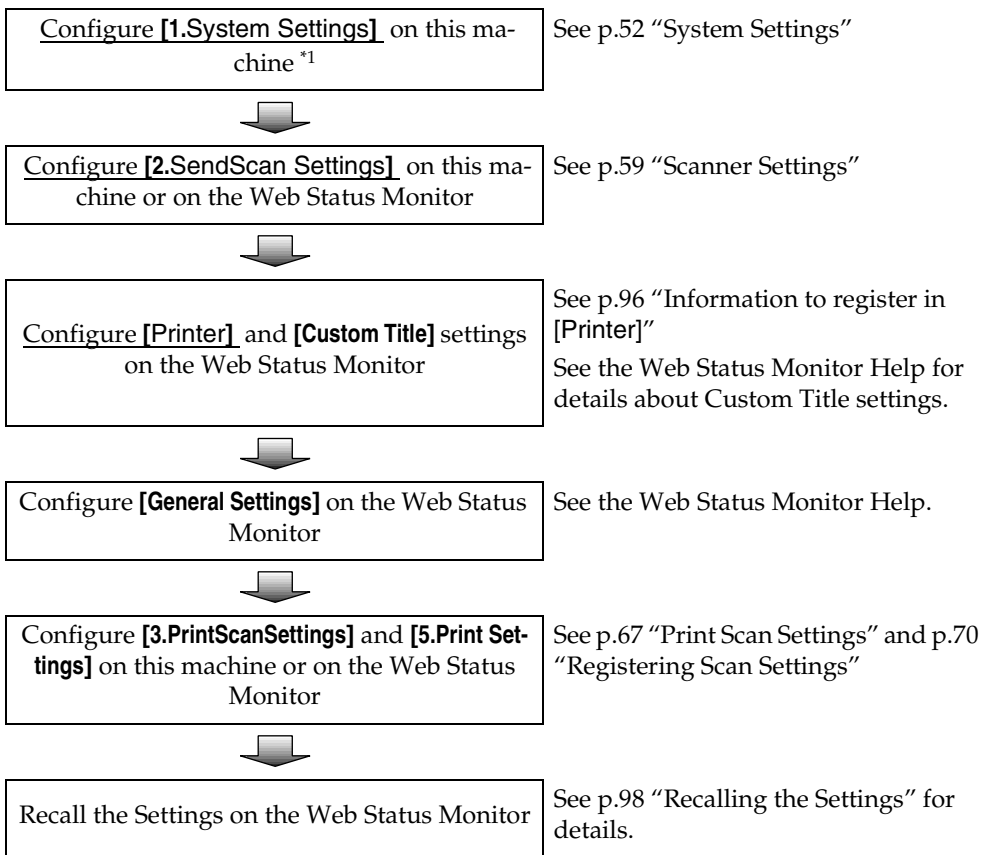 Configure [1.System Settings] on this ma-
chine *1
See p.52 “System Settings”
Configure [2.SendScan Settings] on this ma-
chine or on the Web Status Monitor
See p.59 “Scanner Settings”
Configure [Printer] and [Custom Title] settings
on the Web Status Monitor
See p.96 “Information to register in
[Printer]”
See the Web Status Monitor Help for
details about Custom Title settings.
Configure [General Settings] on the Web Status
Monitor
See the Web Status Monitor Help.
Configure [3.PrintScanSettings] and [5.Print Set-
tings] on this machine or on the Web Status
Monitor
See p.67 “Print Scan Settings” and p.70
“Registering Scan Settings”
Recall the Settings on the Web Status Monitor
See p.98 “Recalling the Settings” for
details.